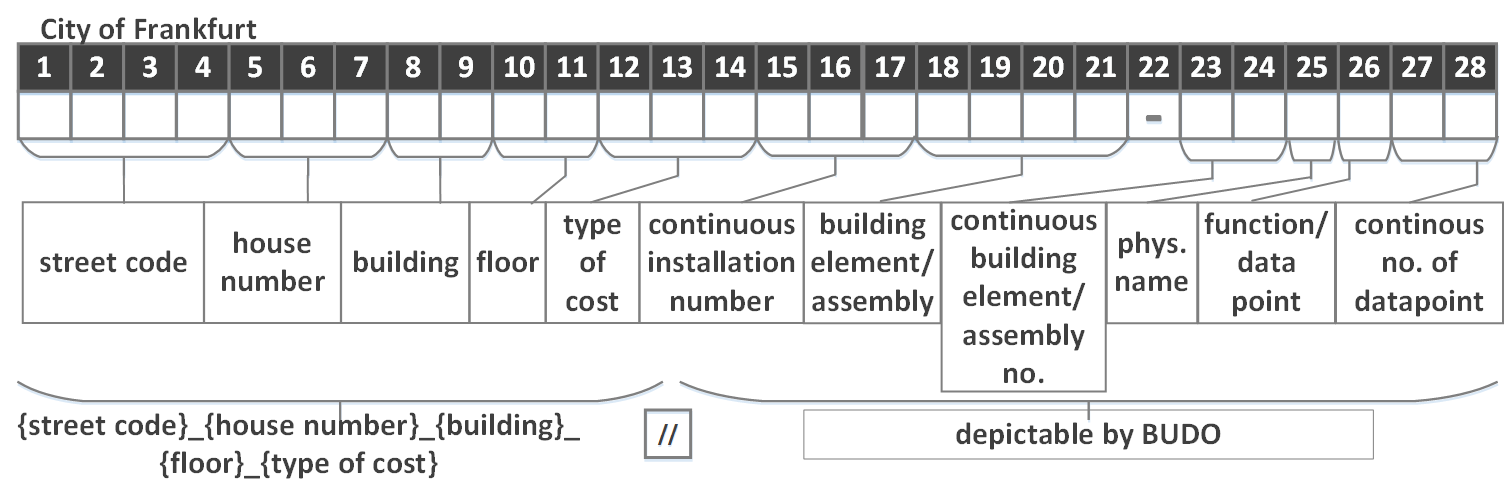 City of Frankfurt
1 2 3 4 5 6 7 8 9 10 11 12 13 14 15 16 17 18 19 20 21 22 23 24 25 26 27 28
-
street code
house
number
building
floor
type
of
cost
continuous
installation
number
building
element/
assembly
continuous
building
element/
assembly
no.
phys.
name
function/
data
point
continous
no. of
datapoint
{street code}_{house number}_{building}_
{floor}_{type of cost}
//
depictable by BUDO